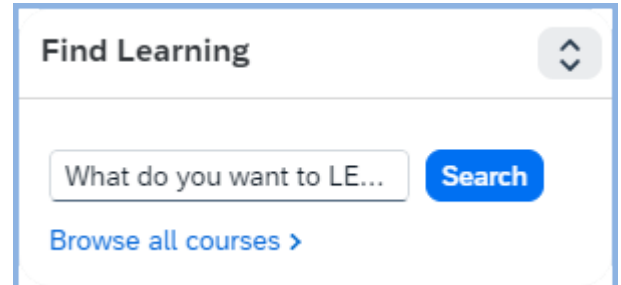 Find Learning
What do you want to LE...
Search
Browse all courses >